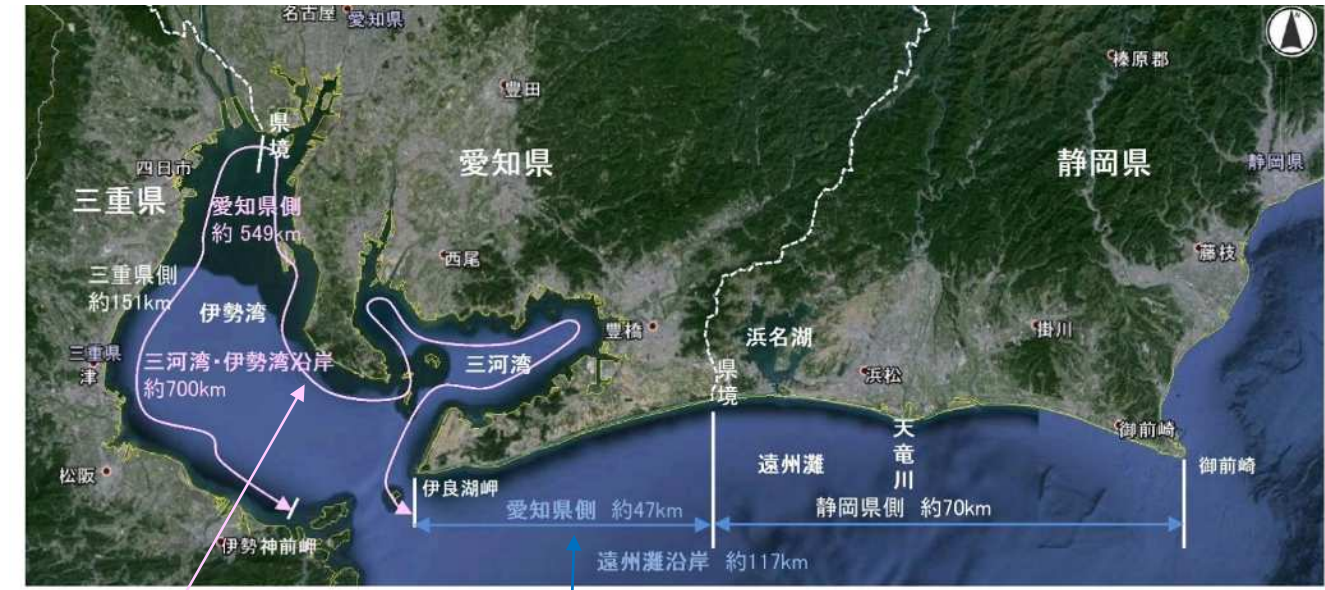 名古屋
愛知県
N
榛原郡
豊田
県境
四日市
愛知県
静岡県
静岡県
三重県
愛知県側
約 549km
西尾
藤枝
三重県側
約151km
伊勢湾
豊橋
浜名湖
掛川
三重県
津
三河湾・伊勢湾沿岸
約700km
三河湾
県境
浜松
天竜川
御前崎
御前崎
松阪
遠州灘
伊良湖岬
愛知県側 約47km
静岡県側 約70km
伊勢神前岬
遠州灘沿岸 約117km